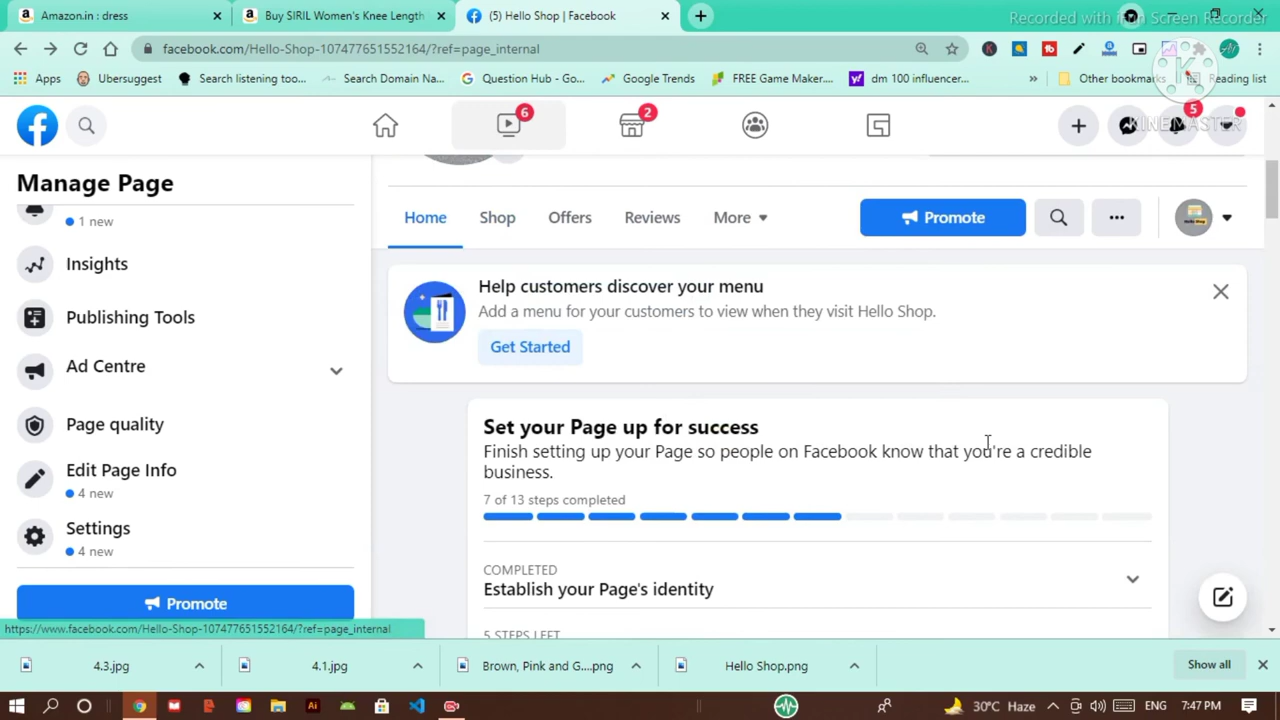 Amazon.in : dress
Buy SIRIL Women's Knee Length
(5) Hello Shop | Facebook
Recorded with iTop Screen Recorder
facebook.com/Hello-Shop-107477651552164/?ref=page_internal
Apps
Ubersuggest
Search listening too...
Search Domain Na...
Question Hub - Go...
Google Trends
FREE Game Maker....
dm 100 influencer...
Other bookmarks
Reading list
6
2
5
KINEMASTER
Manage Page
1 new
Insights
Publishing Tools
Ad Centre
Page quality
Edit Page Info
4 new
Settings
4 new
Promote
Home
Shop
Offers
Reviews
More
Promote
Help customers discover your menu
Add a menu for your customers to view when they visit Hello Shop.
Get Started
Set your Page up for success
Finish setting up your Page so people on Facebook know that you're a credible
business.
7 of 13 steps completed
COMPLETED
Establish your Page's identity
5 STEPS LEFT
https://www.facebook.com/Hello-Shop-107477651552164/?ref=page_internal
4.3.jpg
4.1.jpg
Brown, Pink and G....png
Hello Shop.png
Show all
30°C Haze
ENG
7:47 PM